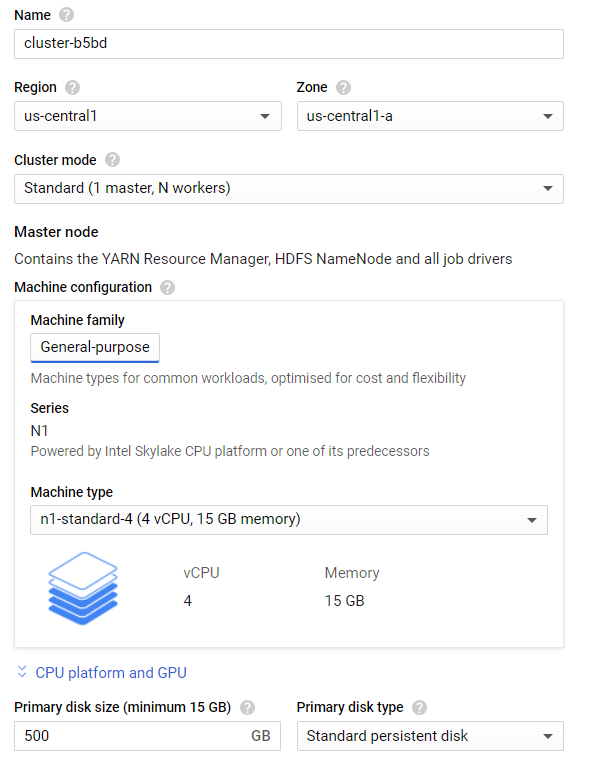 Name
cluster-b5bd
Region Zone
us-central1 us-central1-a
Cluster mode
Standard (1 master, N workers)
Master node
Contains the YARN Resource Manager, HDFS NameNode and all job drivers
Machine configuration
Machine family
General-purpose
Machine types for common workloads, optimised for cost and flexibility
Series
N1
Powered by Intel Skylake CPU platform or one of its predecessors
Machine type
n1-standard-4 (4 vCPU, 15 GB memory)
vCPU Memory
4 15 GB
CPU platform and GPU
Primary disk size (minimum 15 GB) Primary disk type
500 GB Standard persistent disk